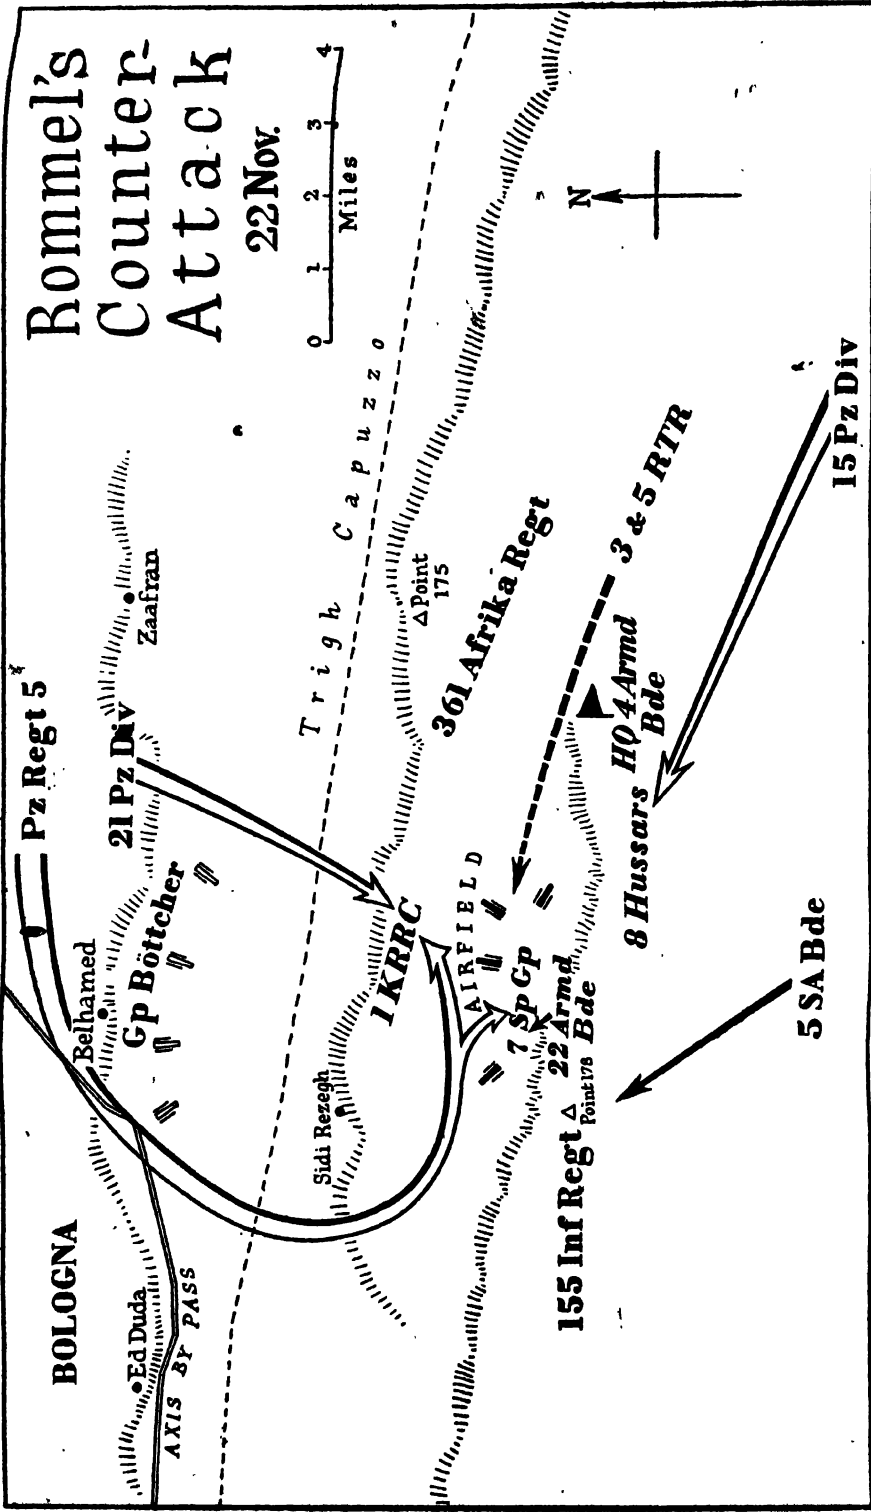 Rommel's
Counter-
Attack
22 Nov.
0 1 2 3 4
Miles
N
BOLOGNA
Ed Duda
AXIS BY PASS
Belhamed
Gp Böttcher
Pz Regt 5
21 Pz Div
Zaafran
Trigh Capuzzo
Sidi Rezegh
1 KRRC
AIRFIELD
Point
175
361 Afrika Regt
3 & 5 RTR
7 Sp Gp
22 Armd
Bde
Point 178
155 Inf Regt
HQ 4 Armd
Bde
8 Hussars
5 SA Bde
15 Pz Div